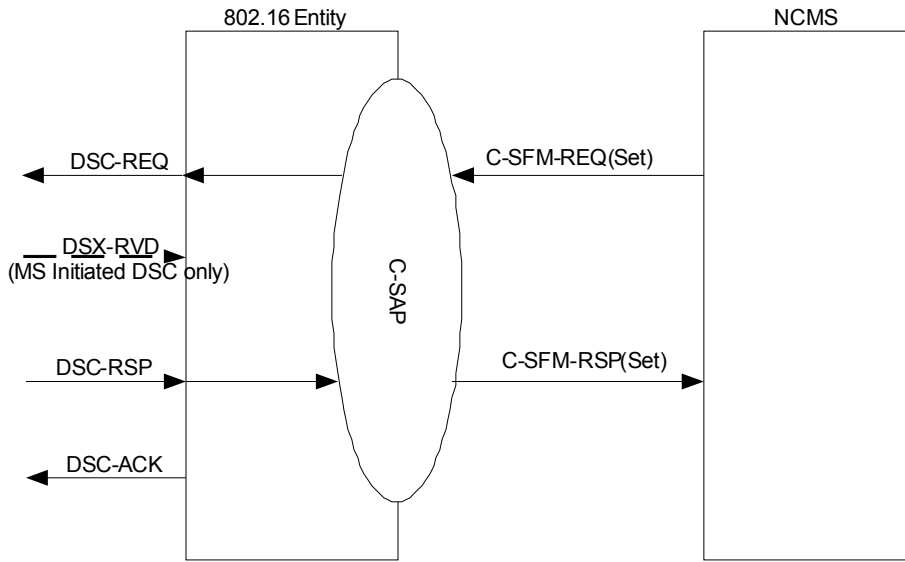 802.16 Entity
NCMS
DSC-REQ
C-SFM-REQ(Set)
DSX-RVD
(MS Initiated DSC only)
C-SAP
DSC-RSP
C-SFM-RSP(Set)
DSC-ACK